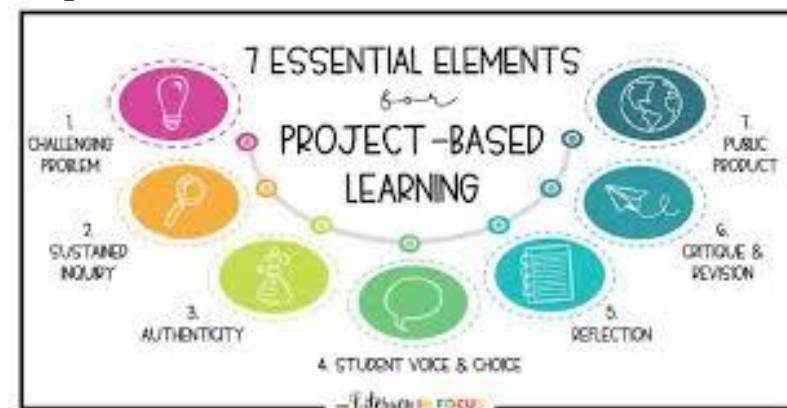 7 ESSENTIAL ELEMENTS
for
PROJECT-BASED
LEARNING
1.
CHALLENGING
PROBLEM
2.
SUSTAINED
INQUIRY
3.
AUTHENTICITY
4. STUDENT VOICE & CHOICE
5.
REFLECTION
6.
CRITIQUE &
REVISION
7.
PUBLIC
PRODUCT
FOCUS